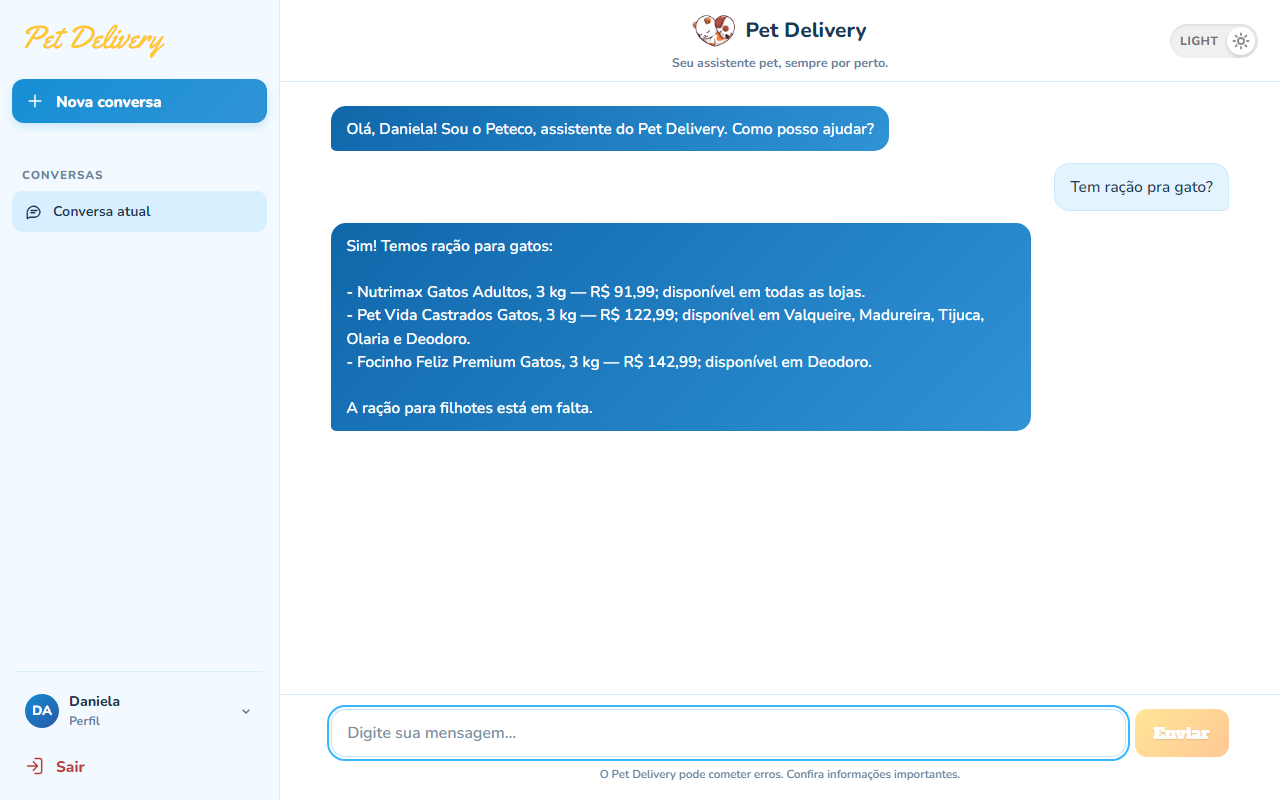 Pet Delivery
Nova conversa
CONVERSAS
Conversa atual
DA
Daniela
Perfil
Sair
Pet Delivery
Seu assistente pet, sempre por perto.
LIGHT
Olá, Daniela! Sou o Peteco, assistente do Pet Delivery. Como posso ajudar?
Tem ração pra gato?
Sim! Temos ração para gatos:
- Nutrimax Gatos Adultos, 3 kg — R$ 91,99; disponível em todas as lojas.
- Pet Vida Castrados Gatos, 3 kg — R$ 122,99; disponível em Valqueire, Madureira, Tijuca,
Olaria e Deodoro.
- Focinho Feliz Premium Gatos, 3 kg — R$ 142,99; disponível em Deodoro.
A ração para filhotes está em falta.
Digite sua mensagem...
Enviar
O Pet Delivery pode cometer erros. Confira informações importantes.